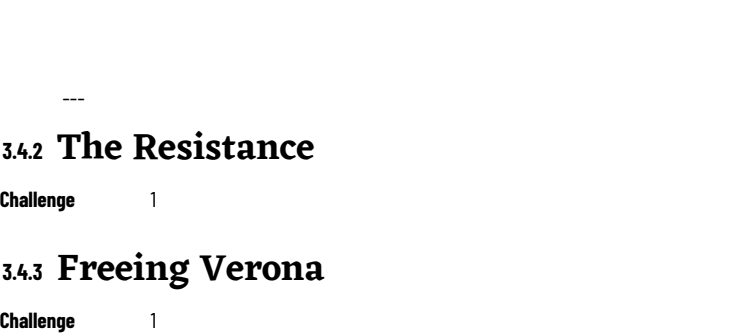 ---
3.4.2 The Resistance
Challenge 1
3.4.3 Freeing Verona
Challenge 1